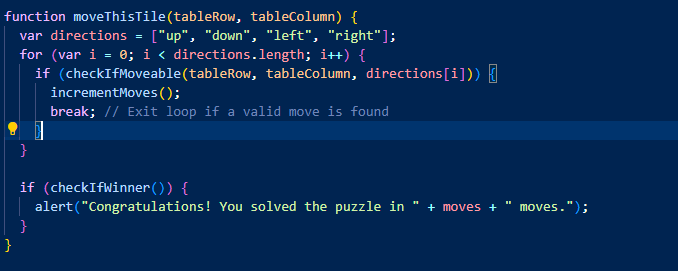 function moveThisTile(tableRow, tableColumn) {
  var directions = ["up", "down", "left", "right"];
  for (var i = 0; i < directions.length; i++) {
    if (checkIfMoveable(tableRow, tableColumn, directions[i])) {
      incrementMoves();
      break; // Exit loop if a valid move is found
    }
  }

  if (checkIfWinner()) {
    alert("Congratulations! You solved the puzzle in " + moves + " moves.");
  }
}